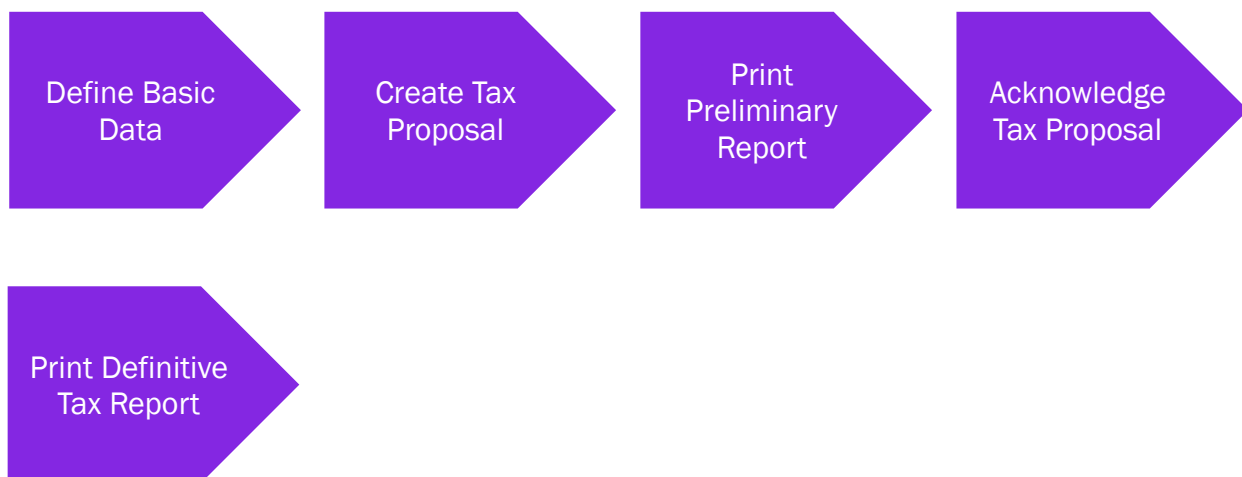 Define Basic
Data
Create Tax
Proposal
Print
Preliminary
Report
Acknowledge
Tax Proposal
Print Definitive
Tax Report